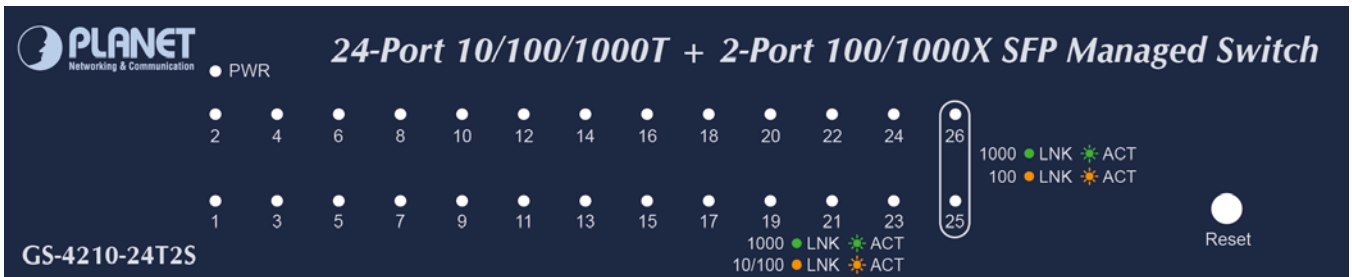 PLANET
Networking & Communication
24-Port 10/100/1000T + 2-Port 100/1000X SFP Managed Switch
PWR
2 4 6 8 10 12 14 16 18 20 22 24 26
1000 LNK ACT
100 LNK ACT
1 3 5 7 9 11 13 15 17 19 21 23 25
1000 LNK ACT
10/100 LNK ACT
Reset
GS-4210-24T2S